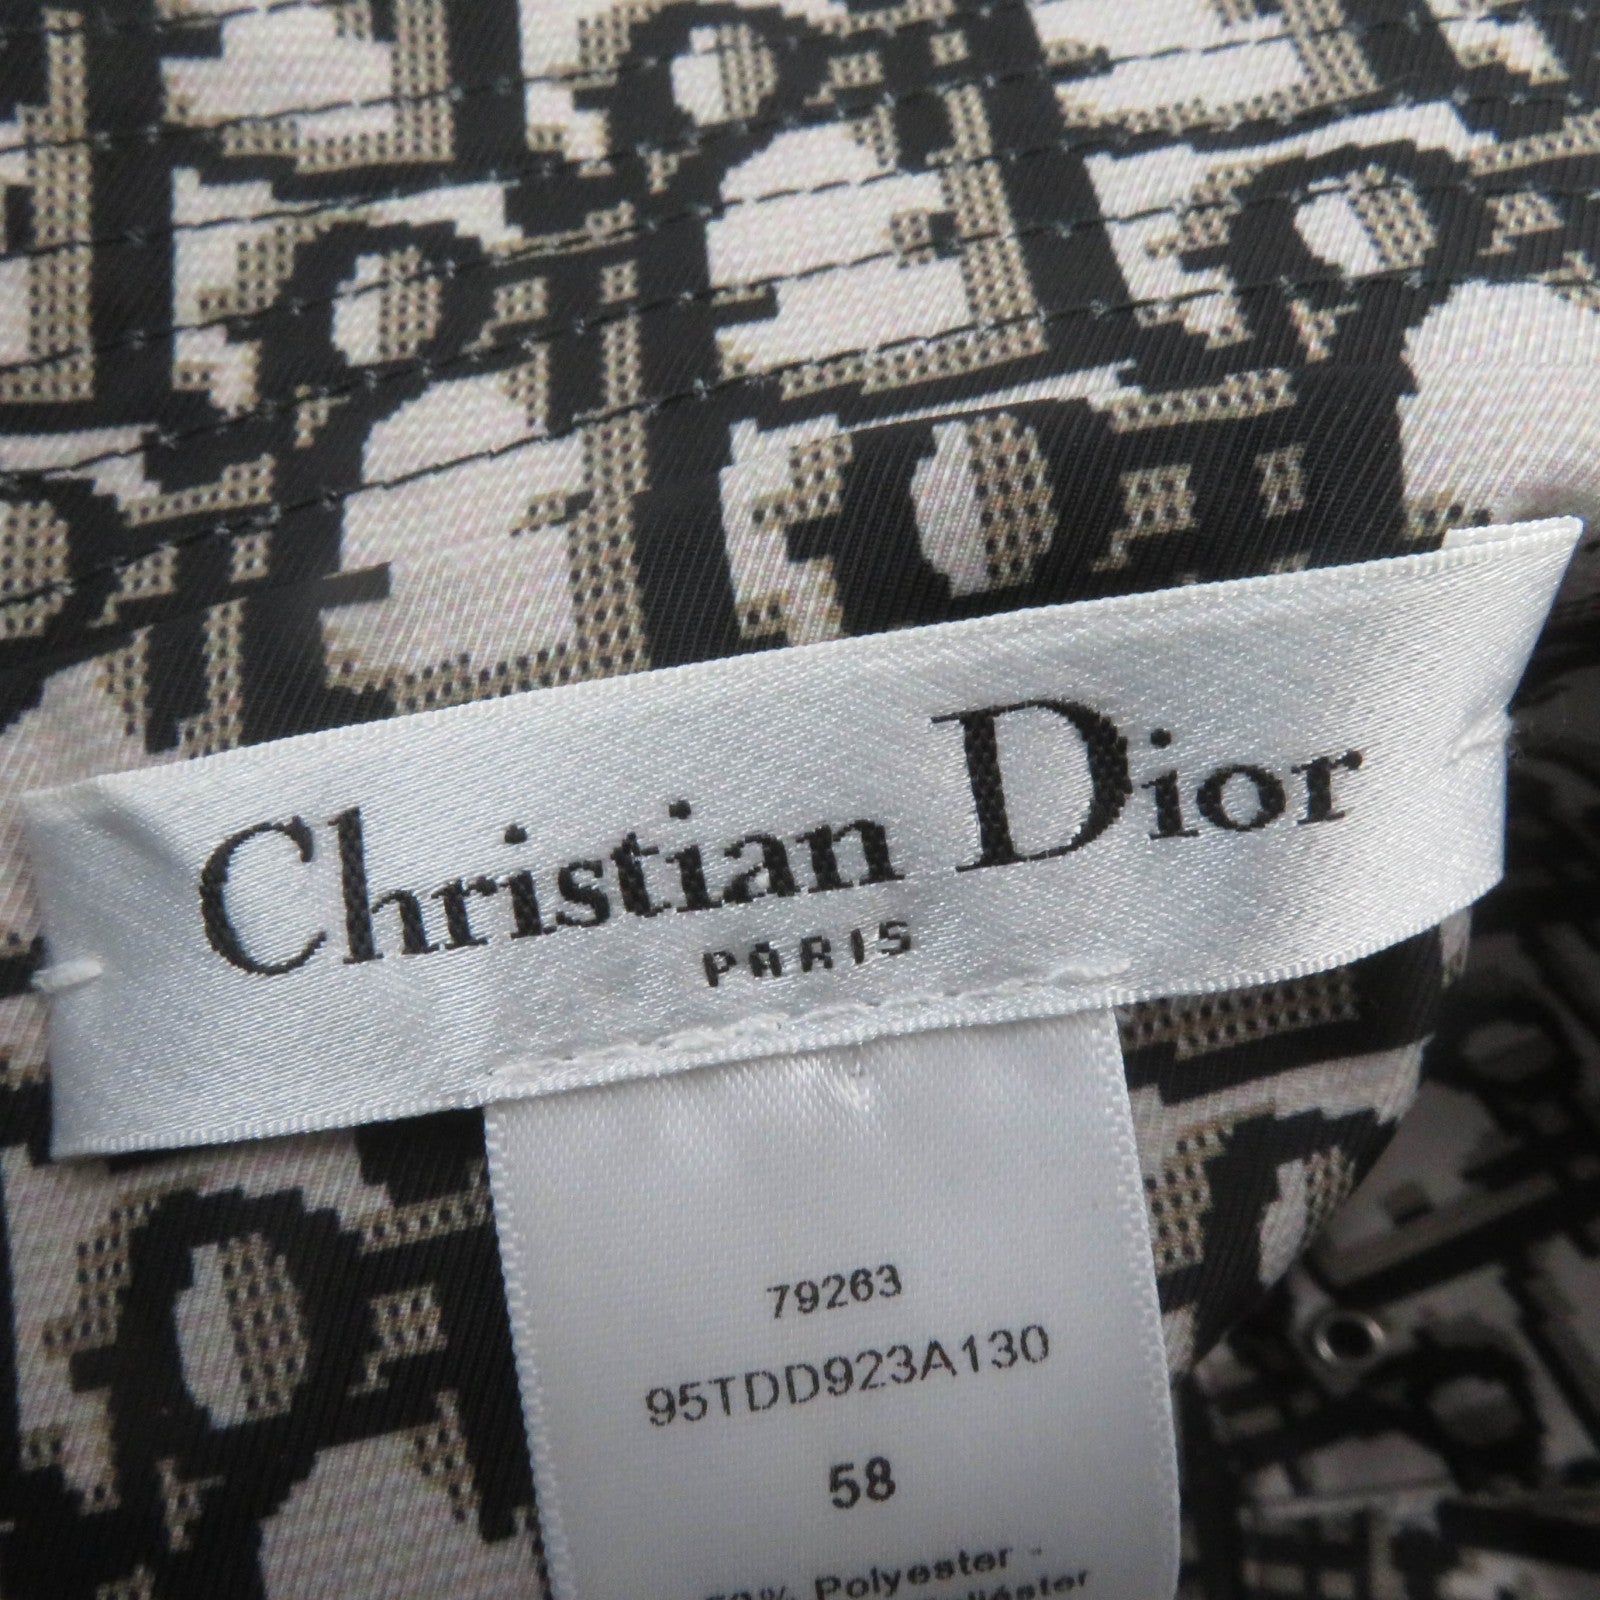 Christian Dior
PARIS
79263
95TDD923A130
58
% Polyester -